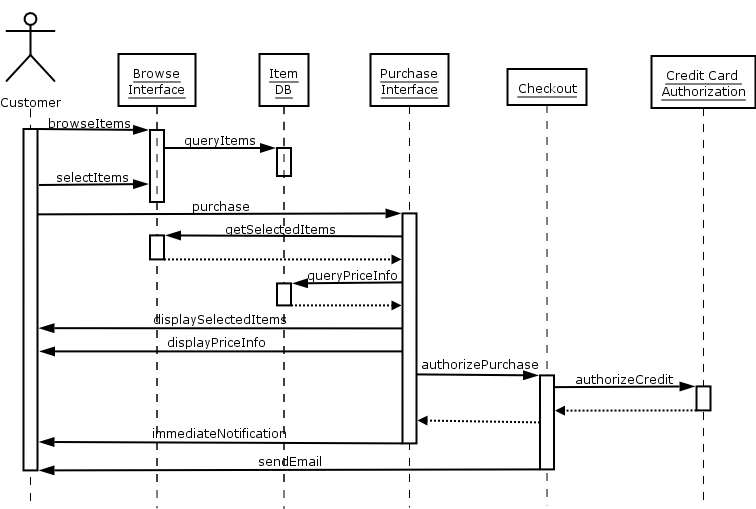 Browse
Interface
Item
DB
Purchase
Interface
Checkout
Credit Card
Authorization
Customer
browseItems
queryItems
selectItems
purchase
getSelectedItems
queryPriceInfo
displaySelectedItems
displayPriceInfo
authorizePurchase
authorizeCredit
immediateNotification
sendEmail